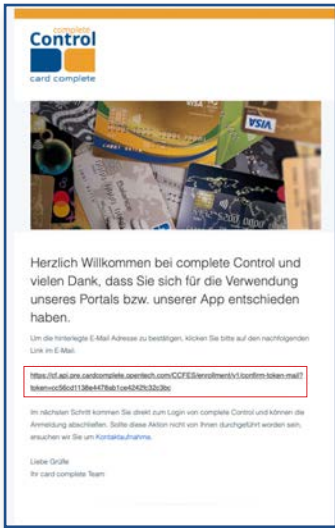 complete
Control
card complete
VISA
Herzlich Willkommen bei complete Control und
vielen Dank, dass Sie sich für die Verwendung
unseres Portals bzw. unserer App entschieden
haben.
Um die hinterlegte E-Mail Adresse zu bestätigen, klicken Sie bitte auf den nachfolgenden
Link im E-Mail.
https://cf.api.pre.cardcomplete.opentech.com/CCFES/enrollment/v1/confirm-token-mail?
Im nächsten Schritt kommen Sie direkt zum Login von complete Control und können die
Anmeldung abschließen. Sollte diese Aktion nicht von Ihnen durchgeführt worden sein,
ersuchen wir Sie um Kontaktaufnahme.
Liebe Grüße
Ihr card complete Team